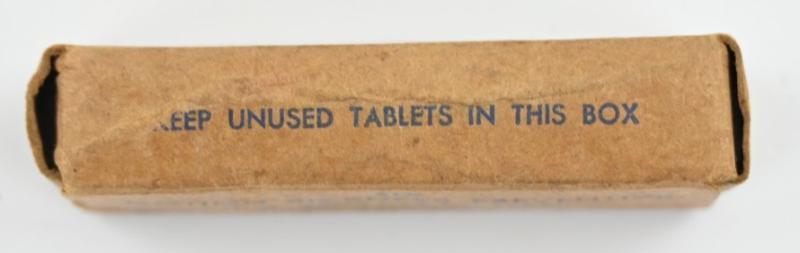 KEEP UNUSED TABLETS IN THIS BOX